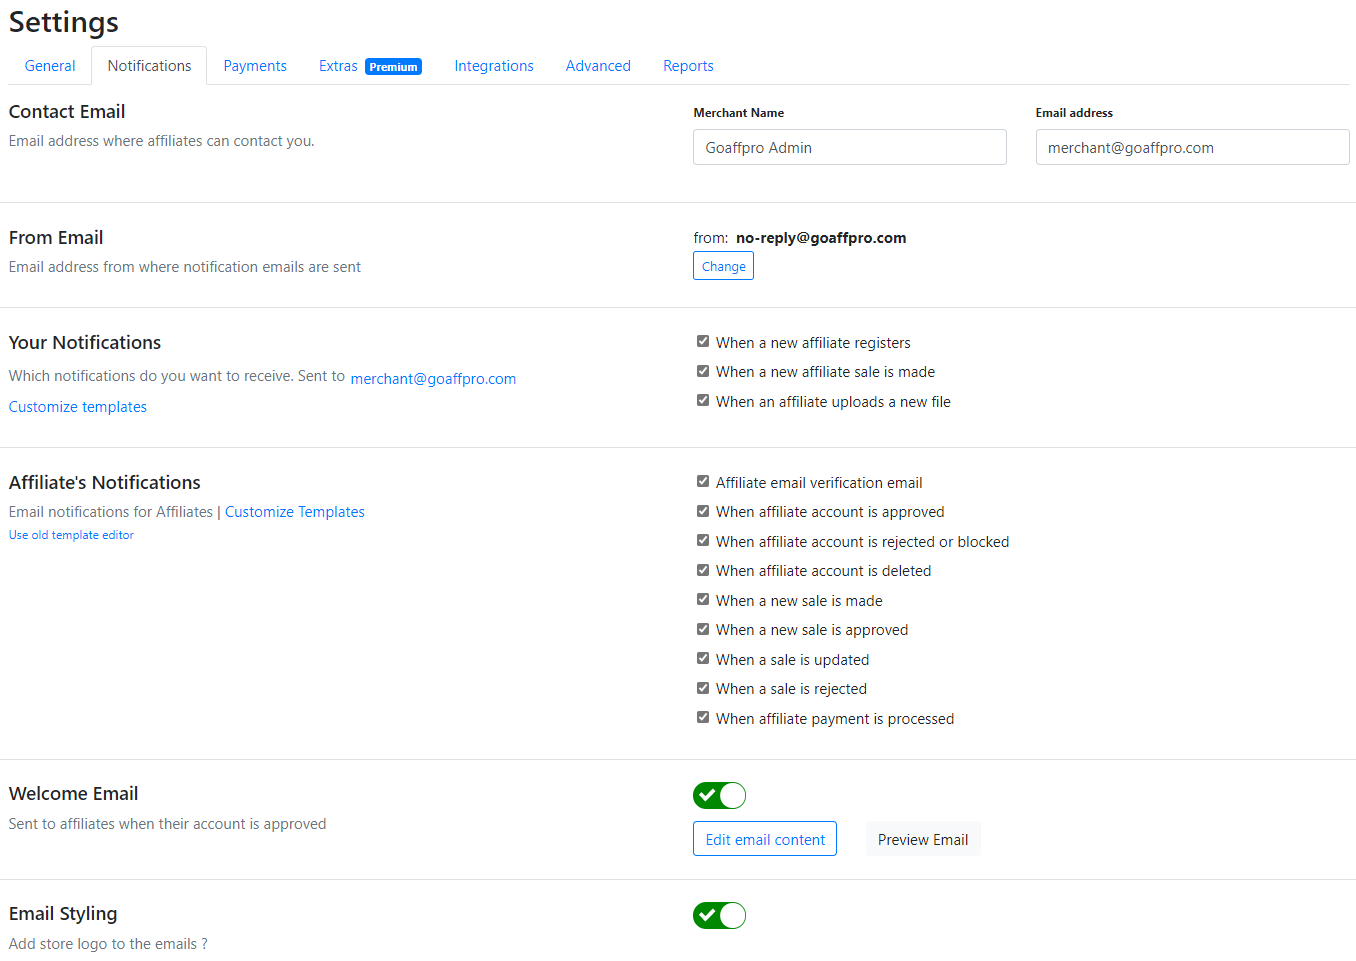 Settings
General Notifications Payments Extras Premium Integrations Advanced Reports
Contact Email
Email address where affiliates can contact you.
Merchant Name
Goaffpro Admin
Email address
merchant@goaffpro.com
From Email
Email address from where notification emails are sent
from: no-reply@goaffpro.com
Change
Your Notifications
Which notifications do you want to receive. Sent to merchant@goaffpro.com
Customize templates
When a new affiliate registers
When a new affiliate sale is made
When an affiliate uploads a new file
Affiliate's Notifications
Email notifications for Affiliates | Customize Templates
Use old template editor
Affiliate email verification email
When affiliate account is approved
When affiliate account is rejected or blocked
When affiliate account is deleted
When a new sale is made
When a new sale is approved
When a sale is updated
When a sale is rejected
When affiliate payment is processed
Welcome Email
Sent to affiliates when their account is approved
Edit email content Preview Email
Email Styling
Add store logo to the emails ?